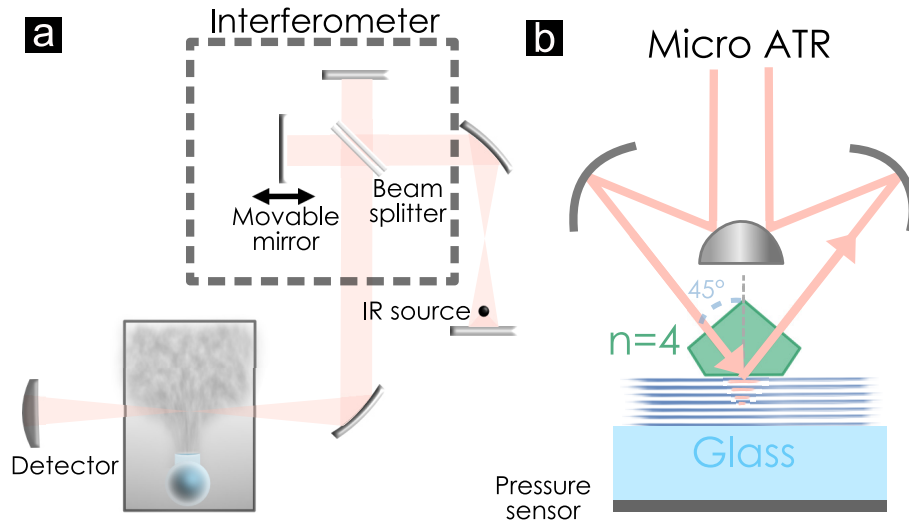 a
Interferometer
Beam
splitter
Movable
mirror
IR source
Detector
b
Micro ATR
45°
n=4
Glass
Pressure
sensor